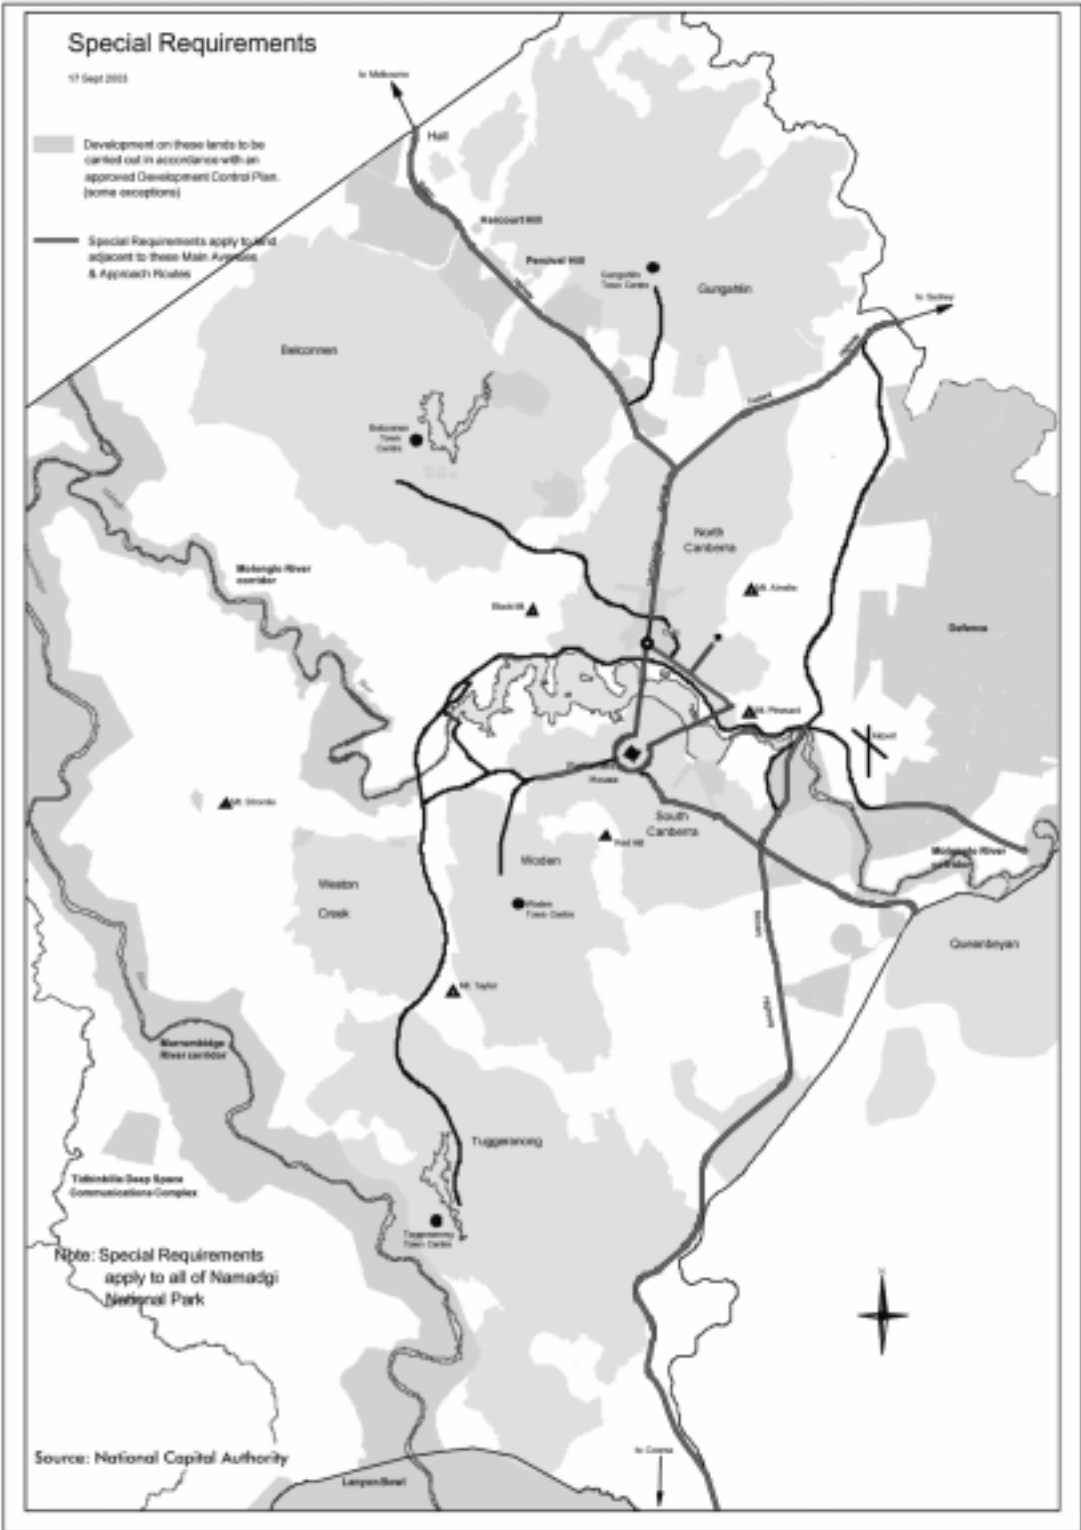 Special Requirements
17 Sept 2003
to Melbourne
Hall
Development on these lands to be
carried out in accordance with an
approved Development Control Plan.
(some exceptions)
Harcourt Hill
Special Requirements apply to land
adjacent to these Main Avenues
& Approach Routes
Percival Hill
Gungahlin
Town Centre
Gungahlin
to Sydney
Belconnen
Belconnen
Town
Centre
North
Canberra
Molonglo River
corridor
Mt. Ainslie
Black Mt.
Defence
Mt. Pleasant
Airport
House
Mt. Stromlo
South
Canberra
Red Hill
Woden
Molonglo River
corridor
Weston
Creek
Woden
Town Centre
Queanbeyan
Mt. Taylor
Murrumbidgee
River corridor
Tuggeranong
Tidbinbilla Deep Space
Communications Complex
Tuggeranong
Town Centre
Note: Special Requirements
apply to all of Namadgi
National Park
Source: National Capital Authority
to Cooma
Lanyon Bowl